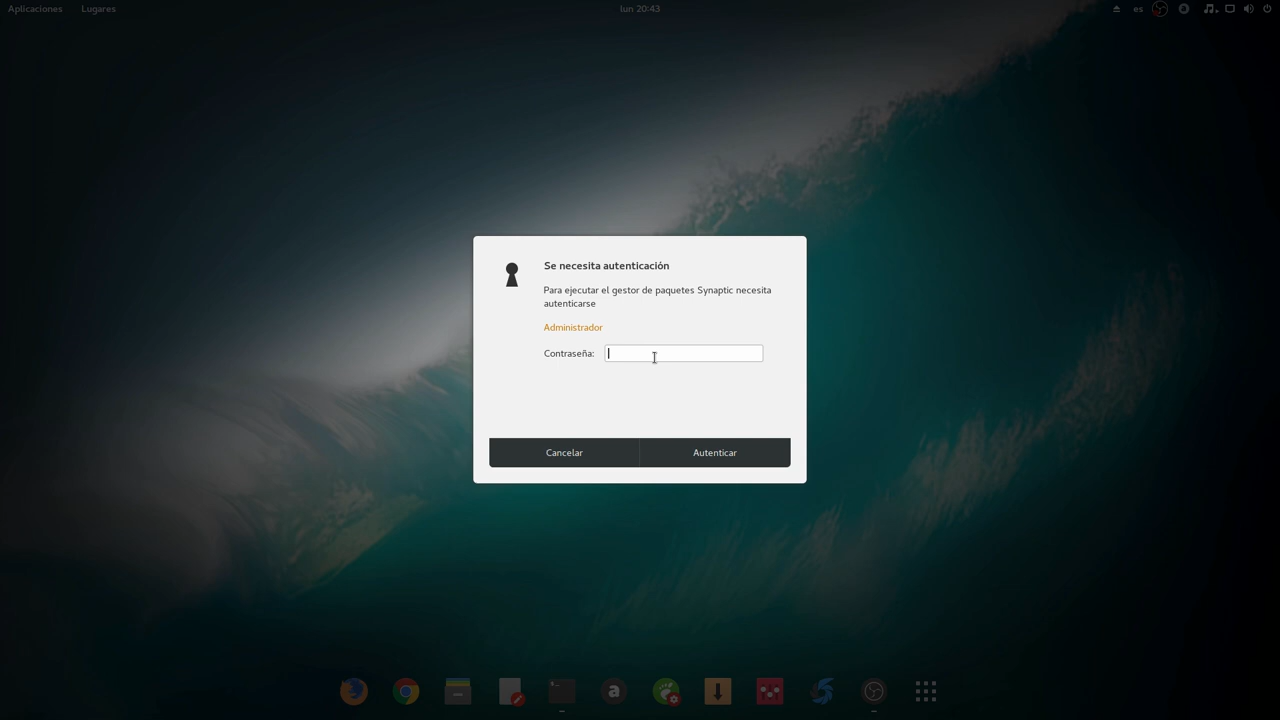 Aplicaciones
Lugares
lun 20:43
es
Se necesita autenticación
Para ejecutar el gestor de paquetes Synaptic necesita
autenticarse
Administrador
Contraseña:
Cancelar
Autenticar
a